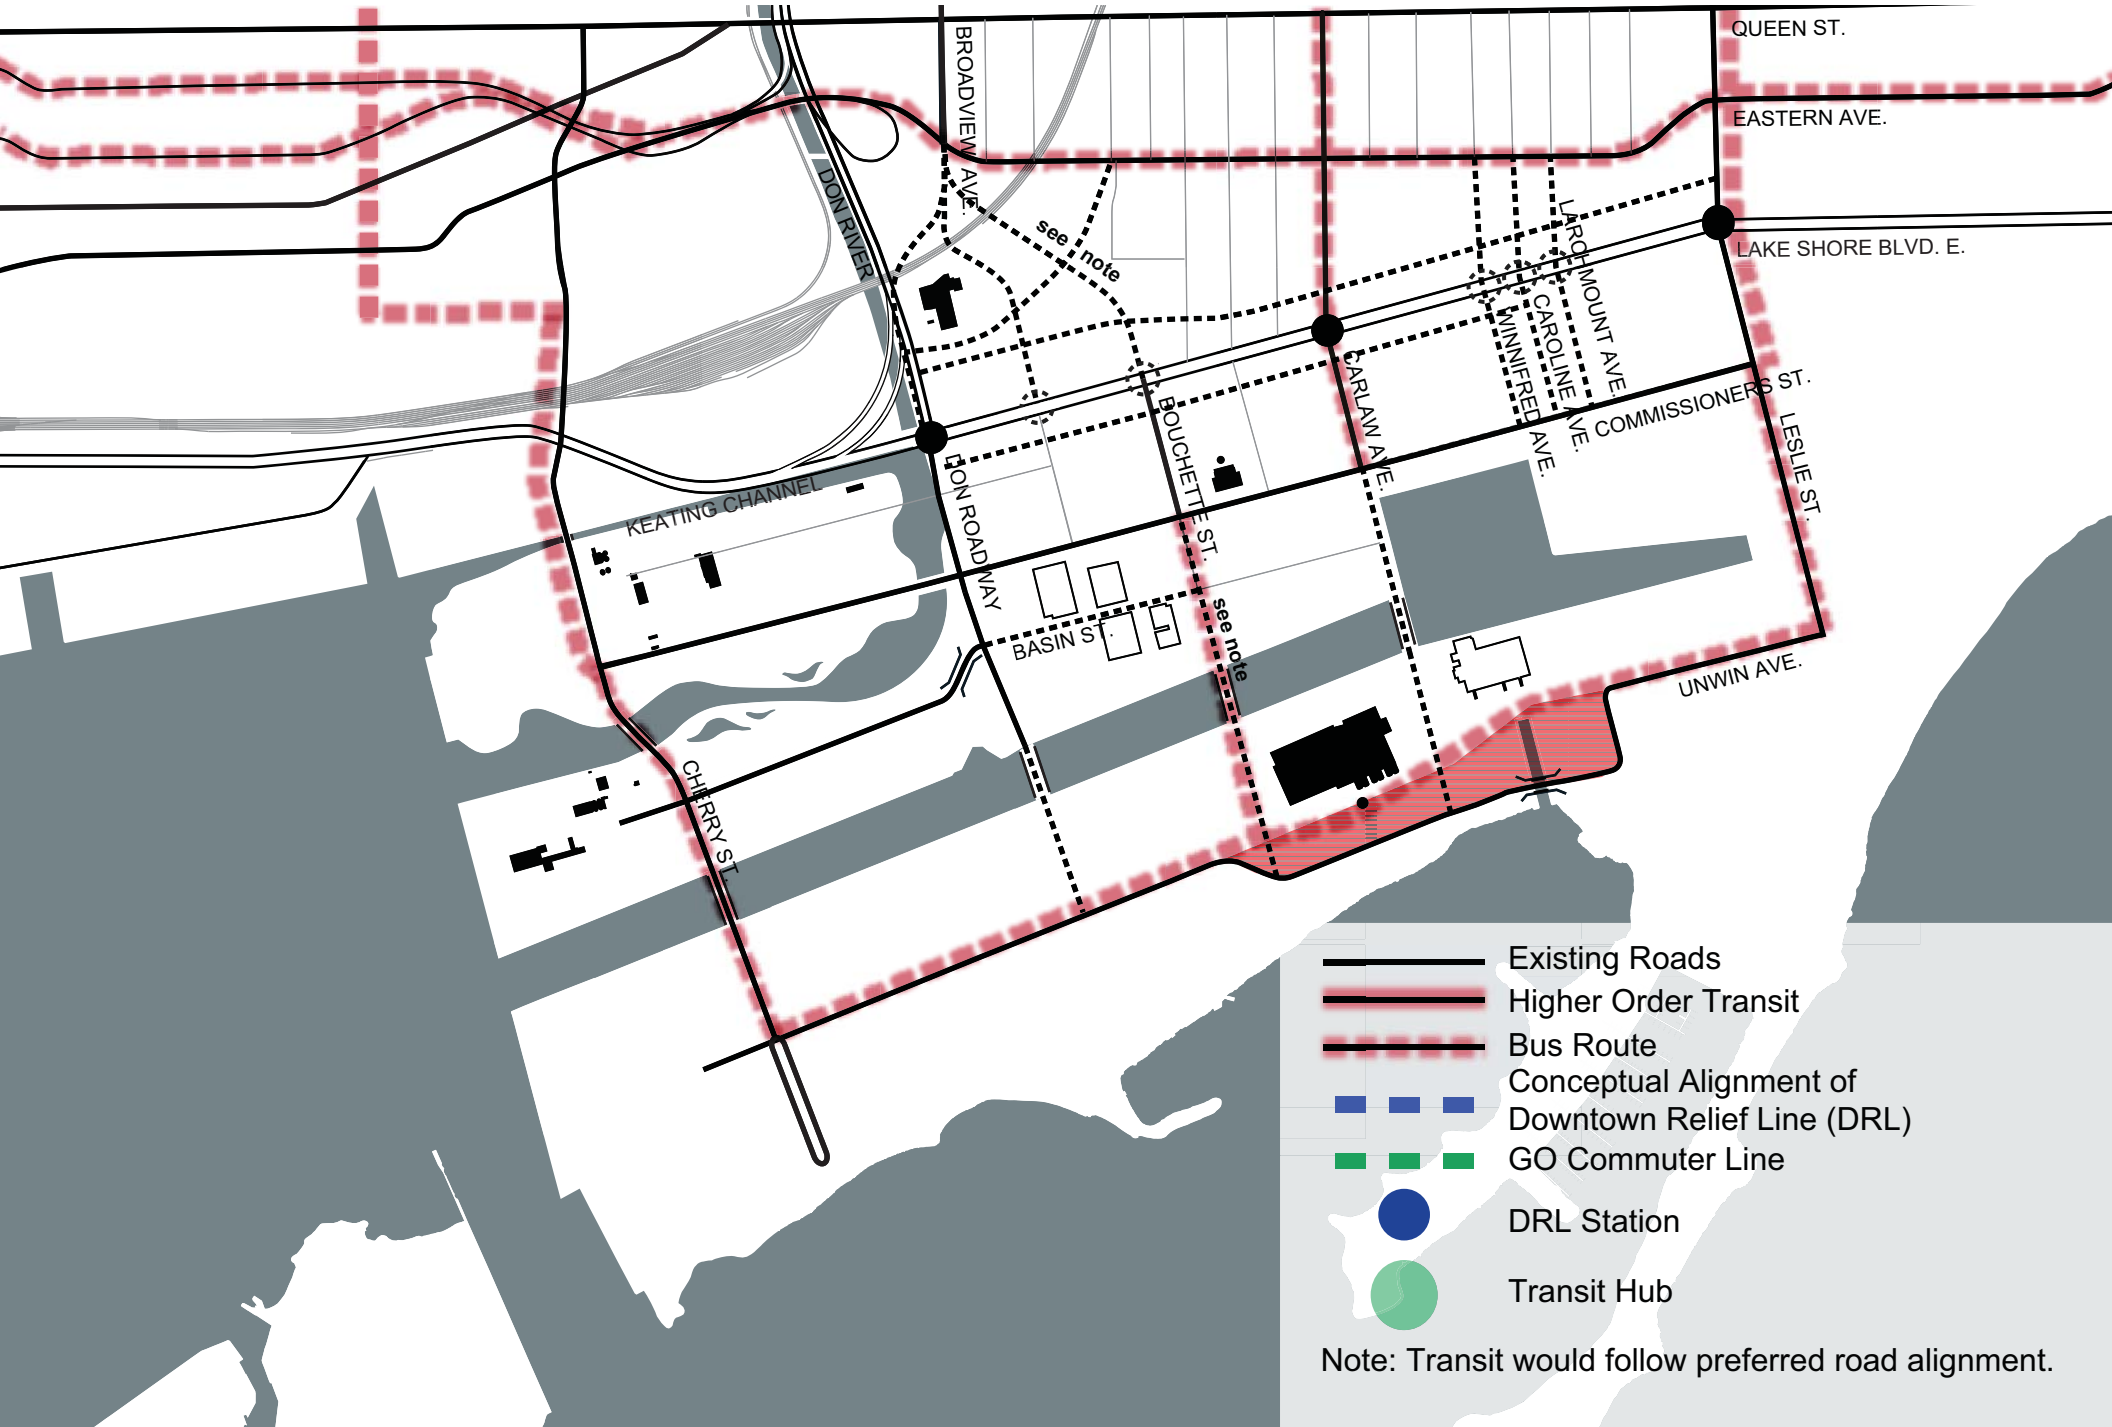 QUEEN ST.
BROADVIEW AVE.
EASTERN AVE.
DON RIVER
see note
LARCHMOUNT AVE.
LAKE SHORE BLVD. E.
CAROLINE AVE.
WINNIFRED AVE.
CARLAW AVE.
COMMISSIONERS ST.
BOUCHETTE ST.
LESLIE ST.
DON ROADWAY
KEATING CHANNEL
BASIN ST.
see note
UNWIN AVE.
CHERRY ST.
Existing Roads
Higher Order Transit
Bus Route
Conceptual Alignment of
Downtown Relief Line (DRL)
GO Commuter Line
DRL Station
Transit Hub
Note: Transit would follow preferred road alignment.